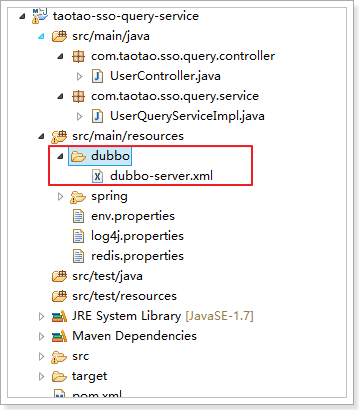 taotao-sso-query-service
src/main/java
com.taotao.sso.query.controller
UserController.java
com.taotao.sso.query.service
UserQueryServiceImpl.java
src/main/resources
dubbo
dubbo-server.xml
spring
env.properties
log4j.properties
redis.properties
src/test/java
src/test/resources
JRE System Library [JavaSE-1.7]
Maven Dependencies
src
target
pom.xml